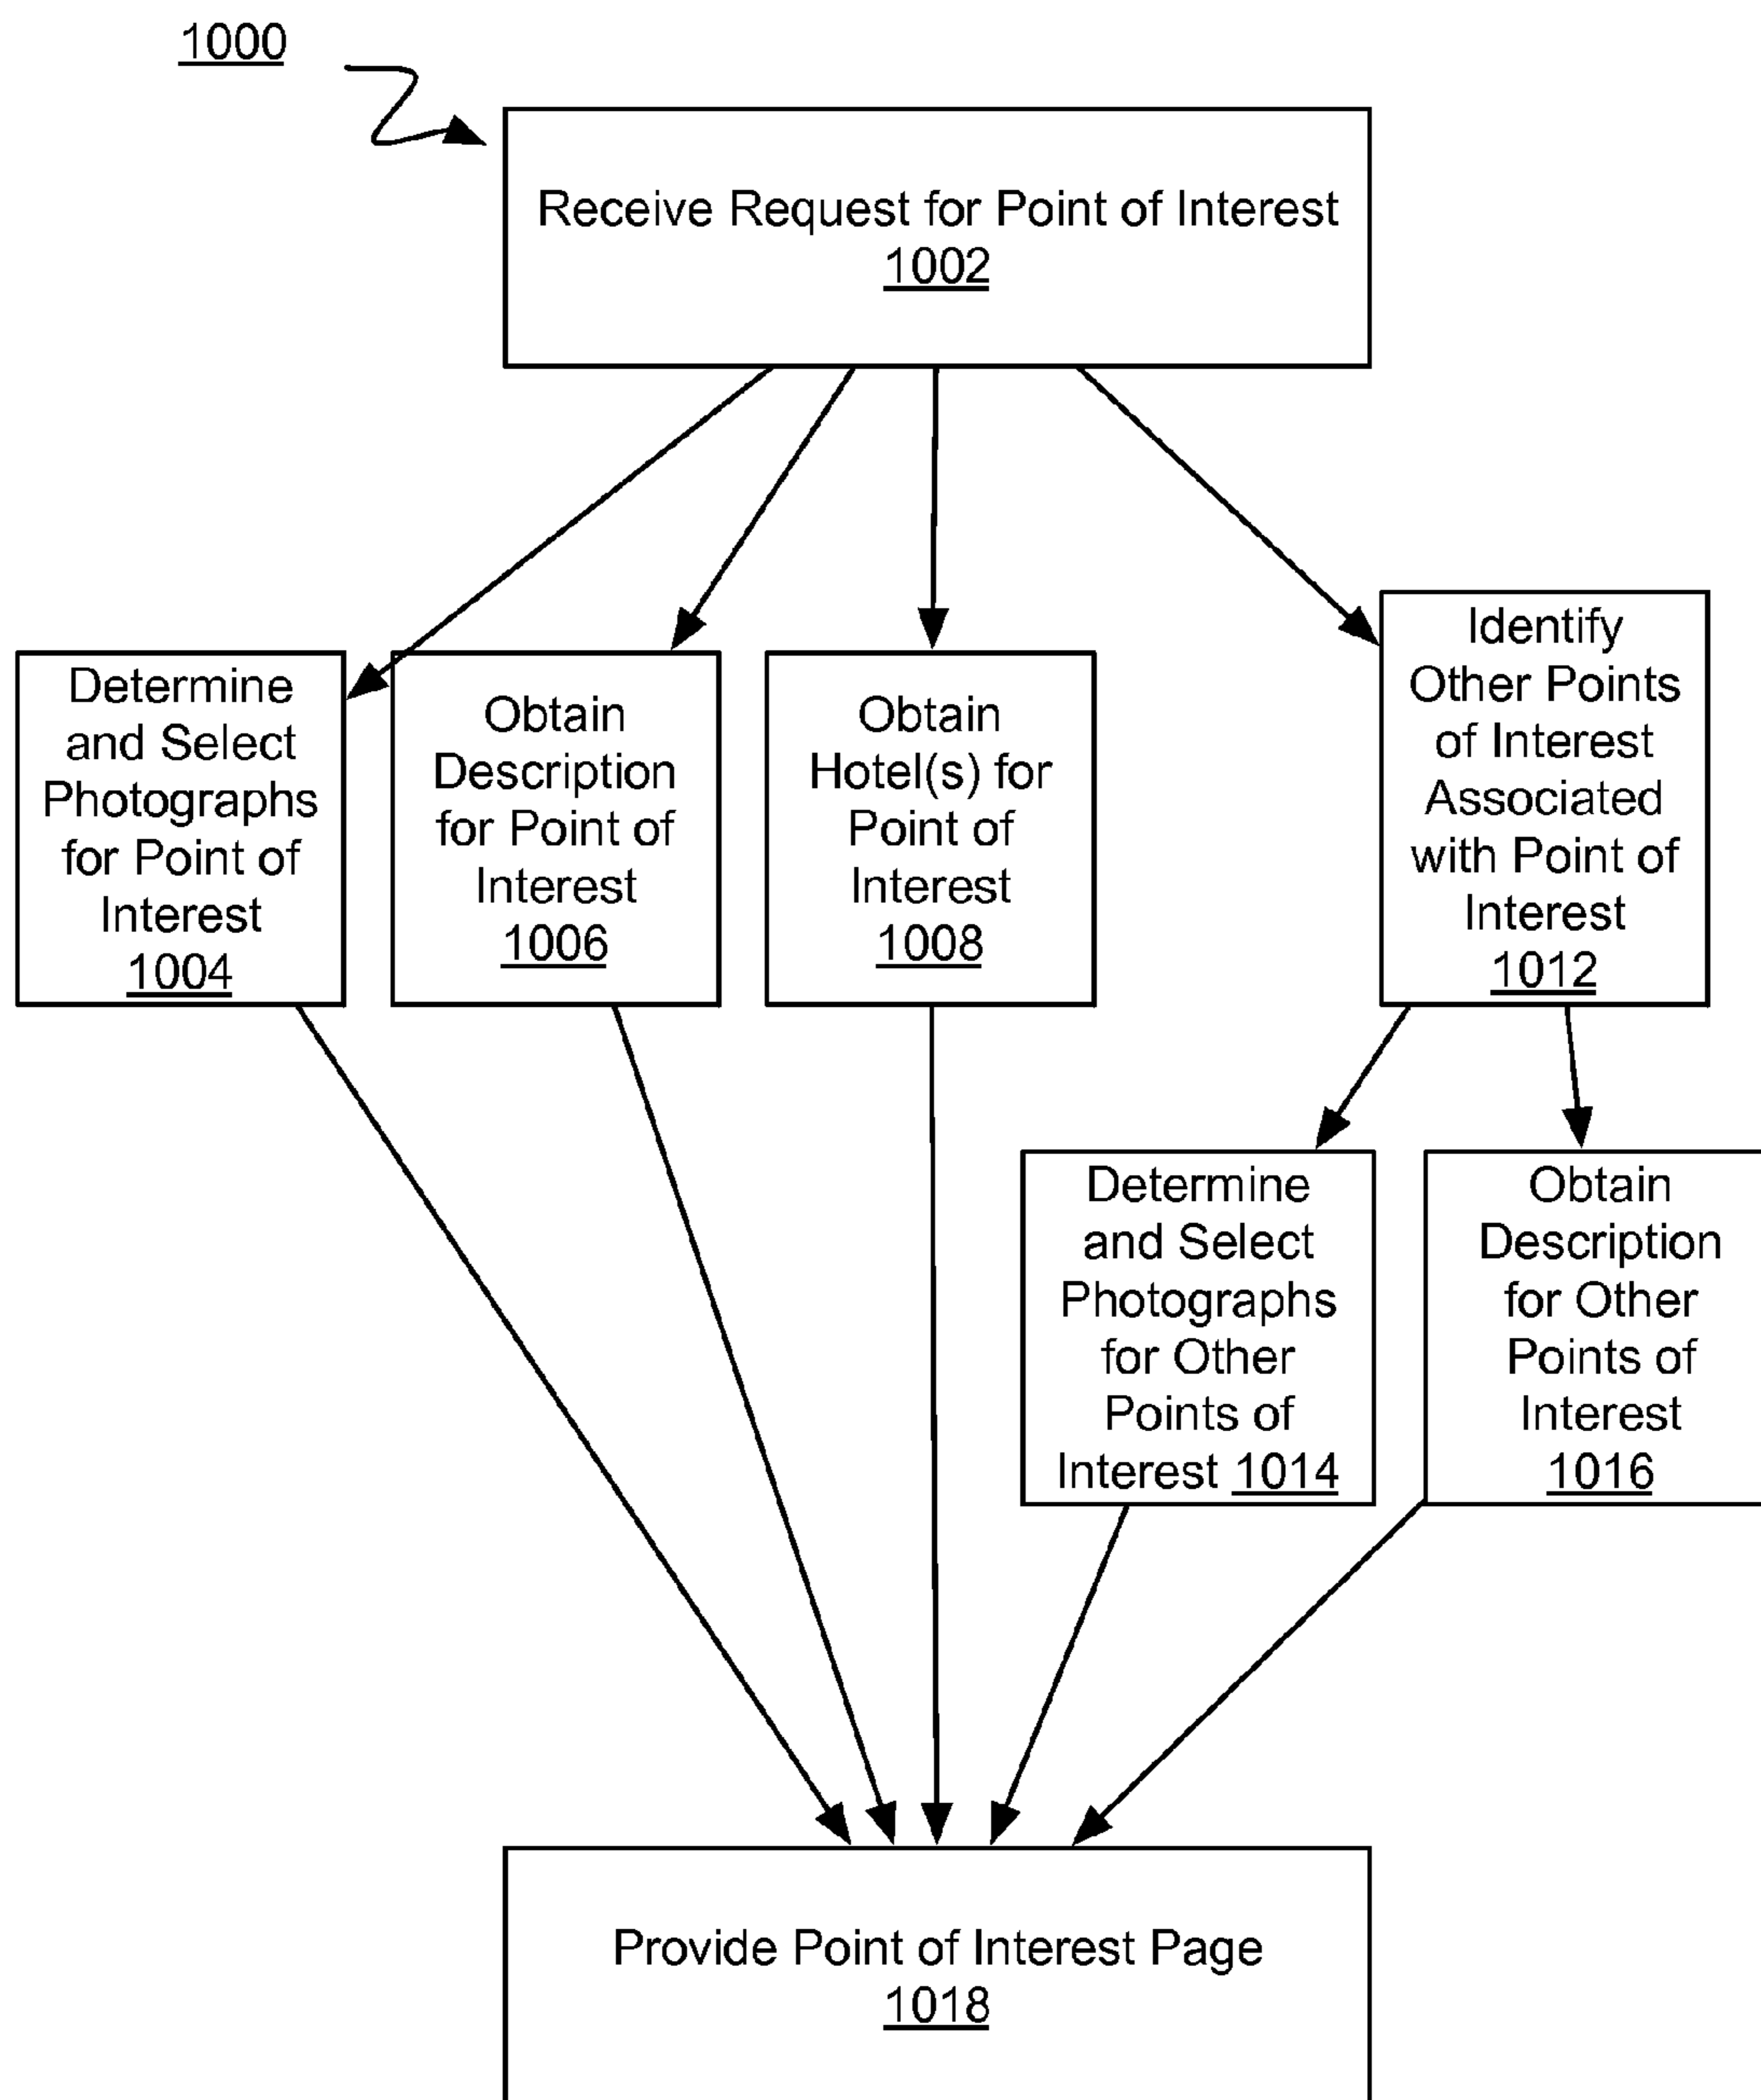 1000
Receive Request for Point of Interest
1002
Determine
and Select
Photographs
for Point of
Interest
1004
Obtain
Description
for Point of
Interest
1006
Obtain
Hotel(s) for
Point of
Interest
1008
Identify
Other Points
of Interest
Associated
with Point of
Interest
1012
Determine
and Select
Photographs
for Other
Points of
Interest 1014
Obtain
Description
for Other
Points of
Interest
1016
Provide Point of Interest Page
1018